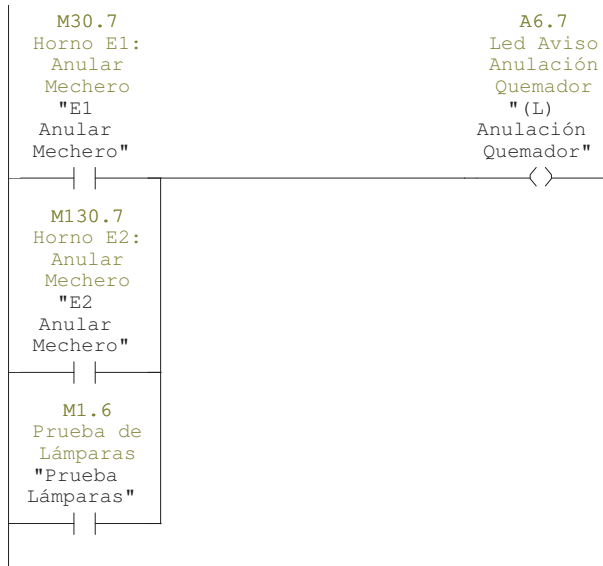 M30.7
Horno E1:
Anular
Mechero
"E1
Anular
Mechero"
A6.7
Led Aviso
Anulación
Quemador
"(L)
Anulación
Quemador"
M130.7
Horno E2:
Anular
Mechero
"E2
Anular
Mechero"
M1.6
Prueba de
Lámparas
"Prueba
Lámparas"